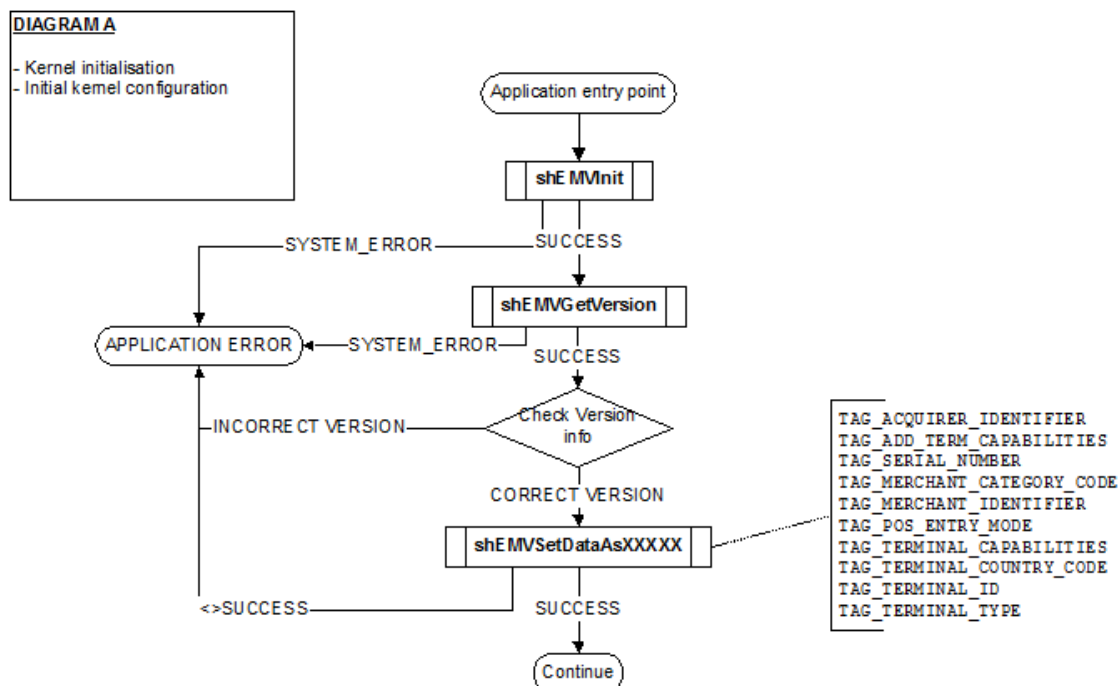 DIAGRAM A
- Kernel initialisation
- Initial kernel configuration
Application entry point
shEMVInit
SYSTEM_ERROR
SUCCESS
shEMVGetVersion
APPLICATION ERROR
SYSTEM_ERROR
SUCCESS
Check Version
info
INCORRECT VERSION
CORRECT VERSION
shEMVSetDataAsXXXXX
TAG_ACQUIRER_IDENTIFIER
TAG_ADD_TERM_CAPABILITIES
TAG_SERIAL_NUMBER
TAG_MERCHANT_CATEGORY_CODE
TAG_MERCHANT_IDENTIFIER
TAG_POS_ENTRY_MODE
TAG_TERMINAL_CAPABILITIES
TAG_TERMINAL_COUNTRY_CODE
TAG_TERMINAL_ID
TAG_TERMINAL_TYPE
<>SUCCESS
SUCCESS
Continue